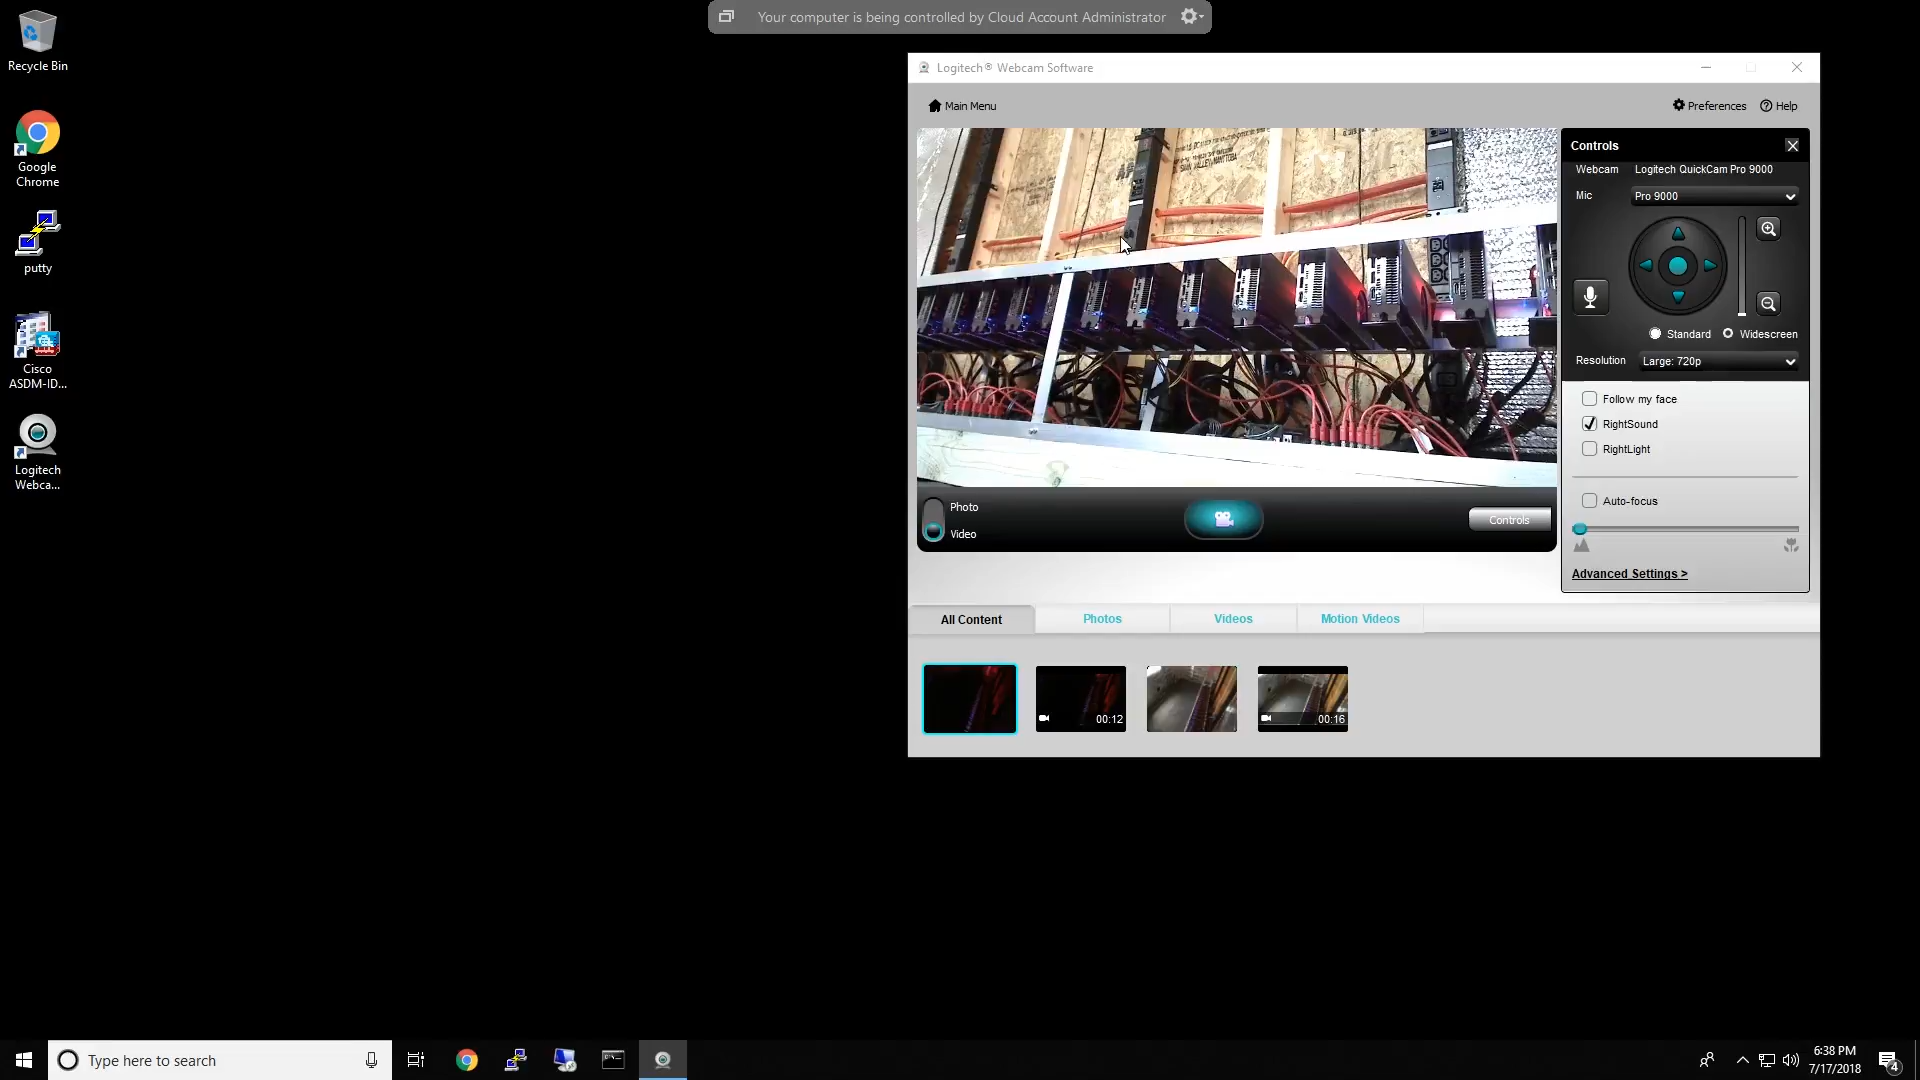 Your computer is being controlled by Cloud Account Administrator
Recycle Bin
Google
Chrome
putty
Cisco
ASDM-ID...
Logitech
Webca...
Logitech® Webcam Software
Main Menu
Preferences
Help
Controls
Webcam
Logitech QuickCam Pro 9000
Mic
Pro 9000
Standard
Widescreen
Resolution
Large: 720p
Follow my face
RightSound
RightLight
Auto-focus
Advanced Settings >
Photo
Video
Controls
All Content
Photos
Videos
Motion Videos
00:12
00:16
Type here to search
6:38 PM
7/17/2018
4